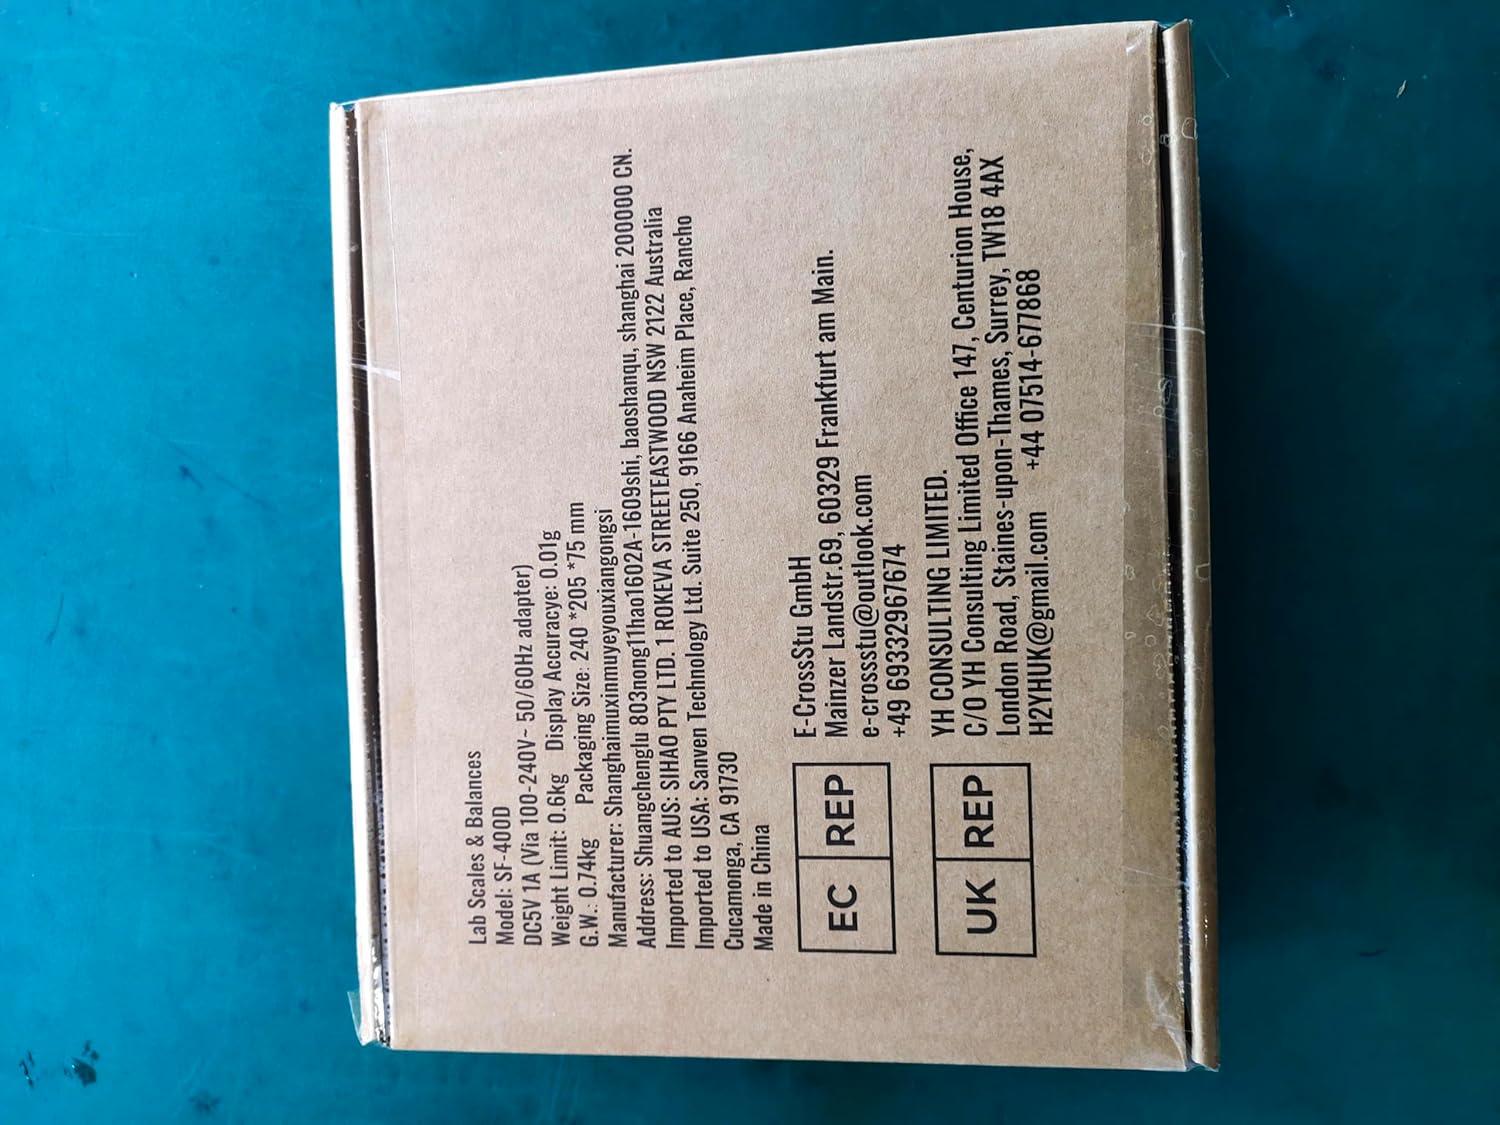 Lab Scales & Balances
Model: SF-400D
DC5V 1A (Via 100-240V~ 50/60Hz adapter)
Weight Limit: 0.6kg Display Accuracye: 0.01g
G.W.: 0.74kg Packaging Size: 240 *205 *75 mm
Manufacturer: Shanghaimuxinmuyeyouxiangongsi
Address: Shuangchenglu 803nong11hao1602A-1609shi, baoshanqu, shanghai 200000 CN.
Imported to AUS: SIHAO PTY LTD. 1 ROKEVA STREETEASTWOOD NSW 2122 Australia
Imported to USA: Sanven Technology Ltd. Suite 250, 9166 Anaheim Place, Rancho
Cucamonga, CA 91730
Made in China
EC REP
E-CrossStu GmbH
Mainzer Landstr.69, 60329 Frankfurt am Main.
e-crossstu@outlook.com
+49 69332967674
UK REP
YH CONSULTING LIMITED.
C/O YH Consulting Limited Office 147, Centurion House,
London Road, Staines-upon-Thames, Surrey, TW18 4AX
H2YHUK@gmail.com +44 07514-677868